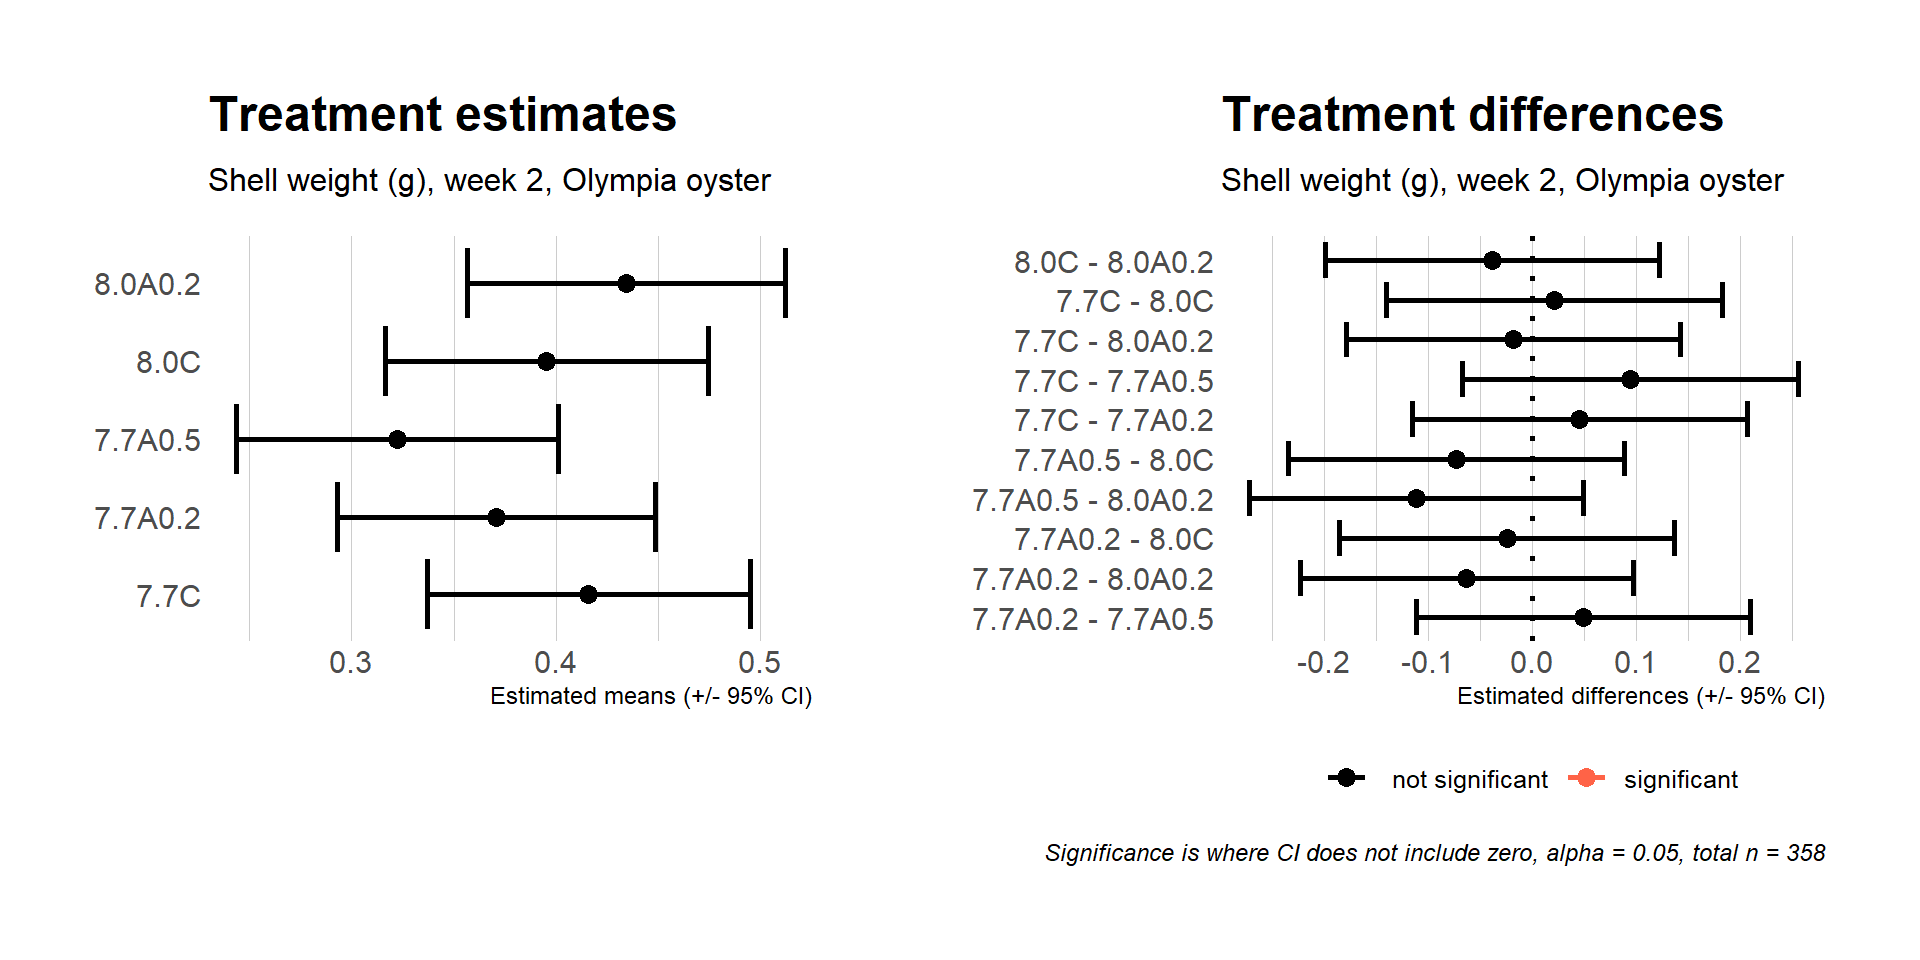 Treatment estimates
Shell weight (g), week 2, Olympia oyster
8.0A0.2
8.0C
7.7A0.5
7.7A0.2
7.7C
0.3 0.4 0.5
Estimated means (+/- 95% CI)
Treatment differences
Shell weight (g), week 2, Olympia oyster
8.0C - 8.0A0.2
7.7C - 8.0C
7.7C - 8.0A0.2
7.7C - 7.7A0.5
7.7C - 7.7A0.2
7.7A0.5 - 8.0C
7.7A0.5 - 8.0A0.2
7.7A0.2 - 8.0C
7.7A0.2 - 8.0A0.2
7.7A0.2 - 7.7A0.5
-0.2 -0.1 0.0 0.1 0.2
Estimated differences (+/- 95% CI)
not significant significant
Significance is where CI does not include zero, alpha = 0.05, total n = 358